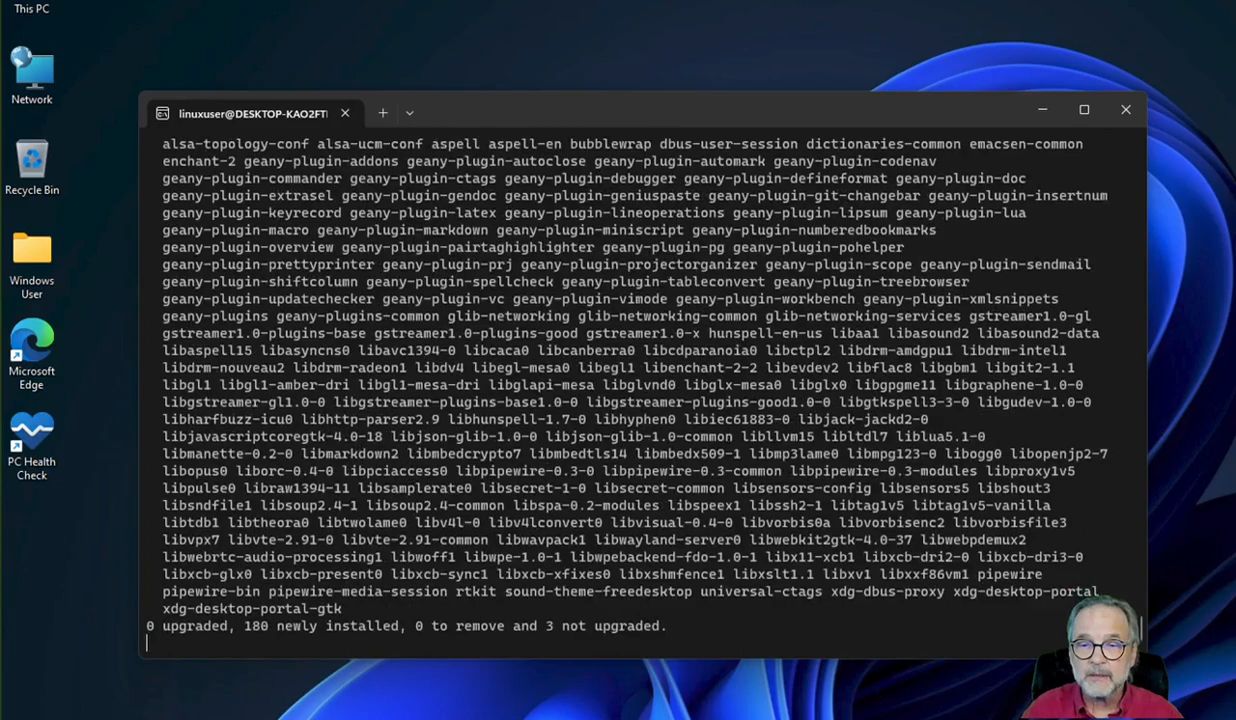 This PC
Network
Recycle Bin
Windows
User
Microsoft
Edge
PC Health
Check
linuxuser@DESKTOP-KAO2FTI
alsa-topology-conf alsa-ucm-conf aspell aspell-en bubblewrap dbus-user-session dictionaries-common emacsen-common
enchant-2 geany-plugin-addons geany-plugin-autoclose geany-plugin-automark geany-plugin-codenav
geany-plugin-commander geany-plugin-ctags geany-plugin-debugger geany-plugin-defineformat geany-plugin-doc
geany-plugin-extrasel geany-plugin-gendoc geany-plugin-geniuspaste geany-plugin-git-changebar geany-plugin-insertnum
geany-plugin-keyrecord geany-plugin-latex geany-plugin-lineoperations geany-plugin-lipsum geany-plugin-lua
geany-plugin-macro geany-plugin-markdown geany-plugin-miniscript geany-plugin-numberedbookmarks
geany-plugin-overview geany-plugin-pairtaghighlighter geany-plugin-pg geany-plugin-pohelper
geany-plugin-prettyprinter geany-plugin-prj geany-plugin-projectorganizer geany-plugin-scope geany-plugin-sendmail
geany-plugin-shiftcolumn geany-plugin-spellcheck geany-plugin-tableconvert geany-plugin-treebrowser
geany-plugin-updatechecker geany-plugin-vc geany-plugin-vimode geany-plugin-workbench geany-plugin-xmlsnippets
geany-plugins geany-plugins-common glib-networking glib-networking-common glib-networking-services gstreamer1.0-gl
gstreamer1.0-plugins-base gstreamer1.0-plugins-good gstreamer1.0-x hunspell-en-us libaa1 libasound2 libasound2-data
libaspell15 libasyncns0 libavc1394-0 libcaca0 libcanberra0 libcdparanoia0 libctpl2 libdrm-amdgpu1 libdrm-intel1
libdrm-nouveau2 libdrm-radeon1 libdv4 libegl-mesa0 libegl1 libenchant-2-2 libevdev2 libflac8 libgbm1 libgit2-1.1
libgl1 libgl1-amber-dri libgl1-mesa-dri libglapi-mesa libglvnd0 libglx-mesa0 libglx0 libgpgme11 libgraphene-1.0-0
libgstreamer-gl1.0-0 libgstreamer-plugins-base1.0-0 libgstreamer-plugins-good1.0-0 libgtkspell3-3-0 libgudev-1.0-0
libharfbuzz-icu0 libhttp-parser2.9 libhunspell-1.7-0 libhyphen0 libiec61883-0 libjack-jackd2-0
libjavascriptcoregtk-4.0-18 libjson-glib-1.0-0 libjson-glib-1.0-common libllvm15 libltdl7 liblua5.1-0
libmanette-0.2-0 libmarkdown2 libmbedcrypto7 libmbedtls14 libmbedx509-1 libmp3lame0 libmpg123-0 libogg0 libopenjp2-7
libopus0 liborc-0.4-0 libpciaccess0 libpipewire-0.3-0 libpipewire-0.3-common libpipewire-0.3-modules libproxy1v5
libpulse0 libraw1394-11 libsamplerate0 libsecret-1-0 libsecret-common libsensors-config libsensors5 libshout3
libsndfile1 libsoup2.4-1 libsoup2.4-common libspa-0.2-modules libspeex1 libssh2-1 libtag1v5 libtag1v5-vanilla
libtdb1 libtheora0 libtwolame0 libv4l-0 libv4lconvert0 libvisual-0.4-0 libvorbis0a libvorbisenc2 libvorbisfile3
libvpx7 libvte-2.91-0 libvte-2.91-common libwavpack1 libwayland-server0 libwebkit2gtk-4.0-37 libwebpdemux2
libwebrtc-audio-processing1 libwoff1 libwpe-1.0-1 libwpebackend-fdo-1.0-1 libx11-xcb1 libxcb-dri2-0 libxcb-dri3-0
libxcb-glx0 libxcb-present0 libxcb-sync1 libxcb-xfixes0 libxshmfence1 libxslt1.1 libxv1 libxxf86vm1 pipewire
pipewire-bin pipewire-media-session rtkit sound-theme-freedesktop universal-ctags xdg-dbus-proxy xdg-desktop-portal
xdg-desktop-portal-gtk
0 upgraded, 180 newly installed, 0 to remove and 3 not upgraded.